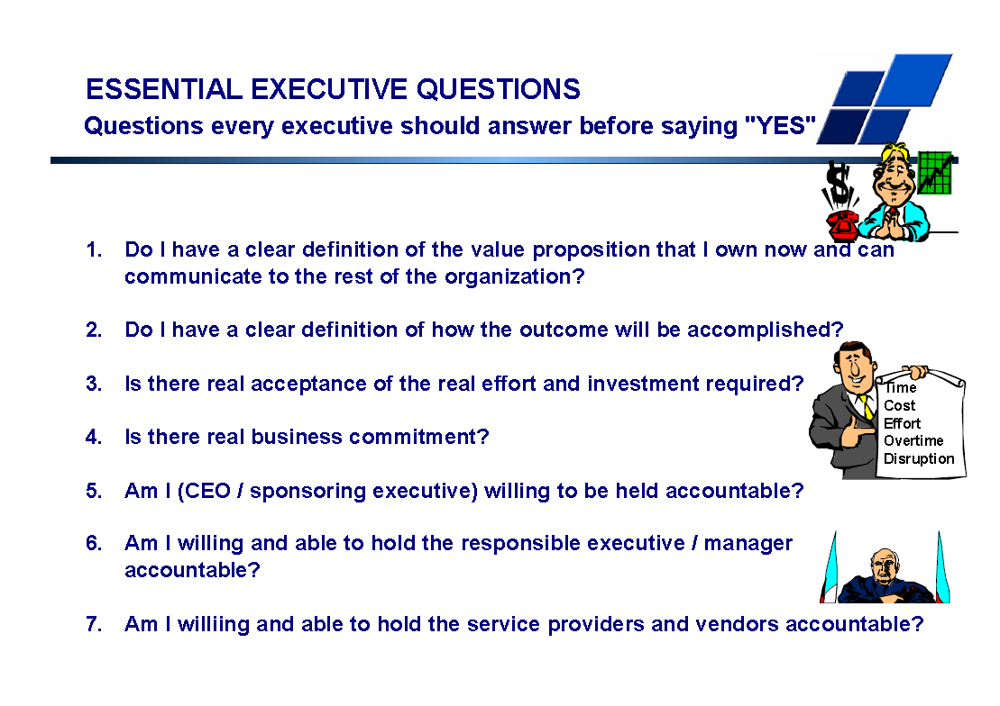 ESSENTIAL EXECUTIVE QUESTIONS
Questions every executive should answer before saying "YES"
1. Do I have a clear definition of the value proposition that I own now and can
communicate to the rest of the organization?
2. Do I have a clear definition of how the outcome will be accomplished?
3. Is there real acceptance of the real effort and investment required?
Time
Cost
Effort
Overtime
Disruption
4. Is there real business commitment?
5. Am I (CEO / sponsoring executive) willing to be held accountable?
6. Am I willing and able to hold the responsible executive / manager
accountable?
7. Am I williing and able to hold the service providers and vendors accountable?